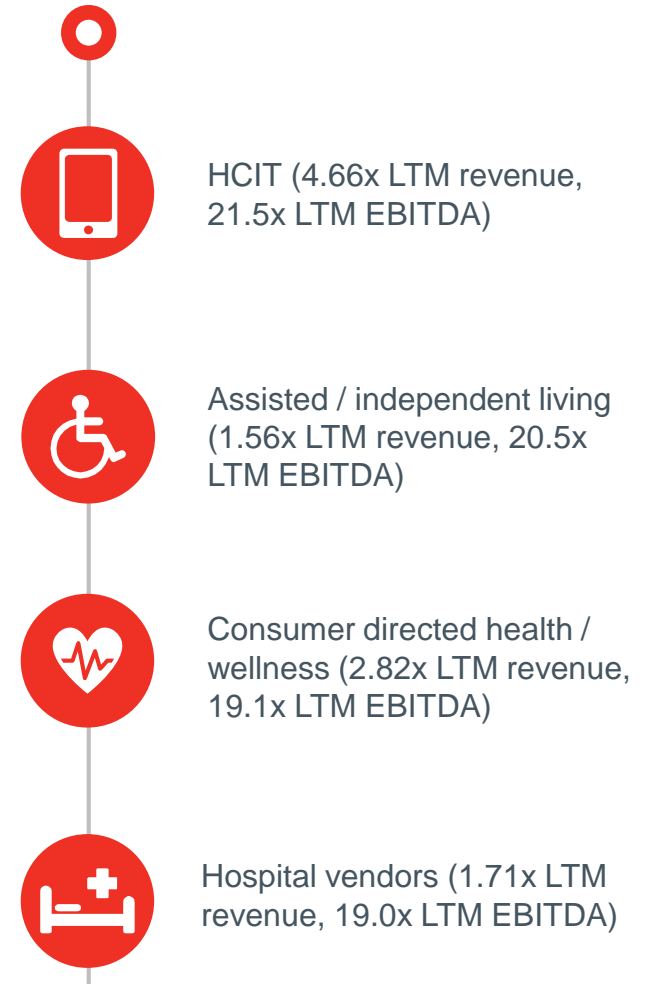 HCIT (4.66x LTM revenue,
21.5x LTM EBITDA)
Assisted / independent living
(1.56x LTM revenue, 20.5x
LTM EBITDA)
Consumer directed health /
wellness (2.82x LTM revenue,
19.1x LTM EBITDA)
Hospital vendors (1.71x LTM
revenue, 19.0x LTM EBITDA)